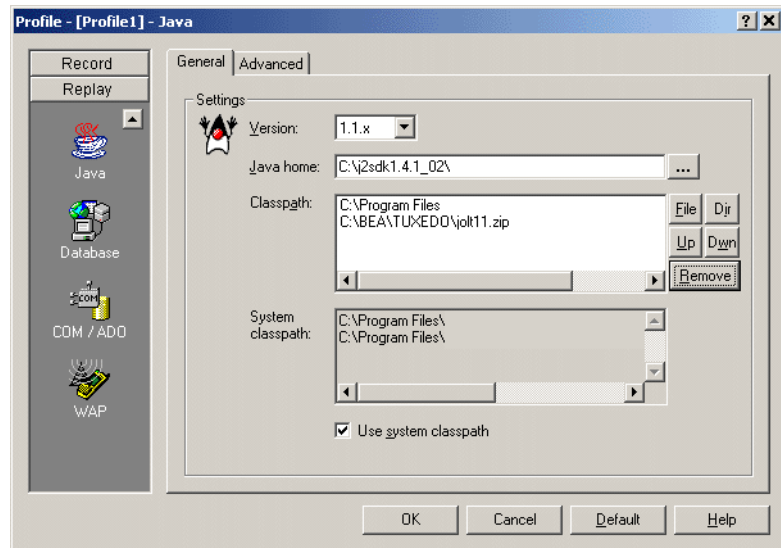 Profile - [Profile1] - Java
Record
Replay
Java
Database
COM
COM / ADO
WAP
General
Advanced
Settings
Version:
1.1.x
Java home:
C:\j2sdk1.4.1_02\
...
Classpath:
C:\Program Files
C:\BEA\TUXEDO\jolt11.zip
File
Dir
Up
Dwn
Remove
System
classpath:
C:\Program Files\
C:\Program Files\
Use system classpath
OK
Cancel
Default
Help